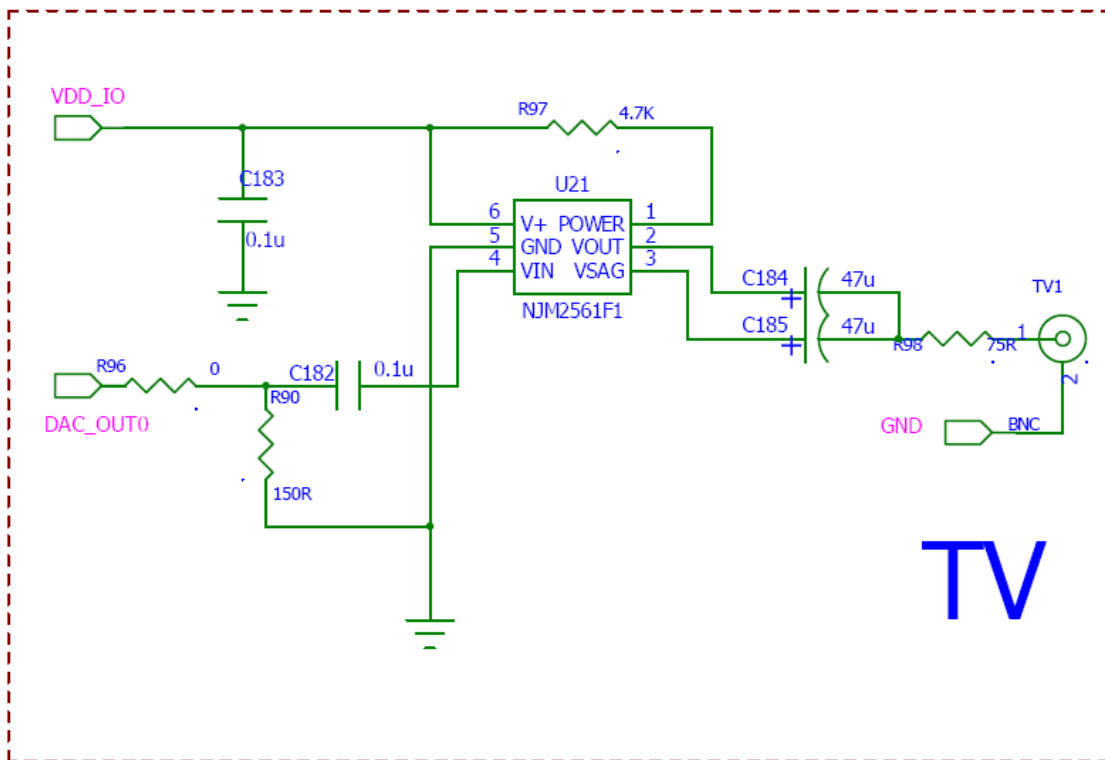 VDD_IO
R97
4.7K
C183
0.1u
U21
6
V+
POWER
1
5
GND
VOUT
2
4
VIN
VSAG
3
NJM2561F1
C184
+
47u
C185
+
47u
TV1
R98
75R
1
2
R96
0
C182
0.1u
R90
DAC_OUT0
GND
BNC
150R
TV